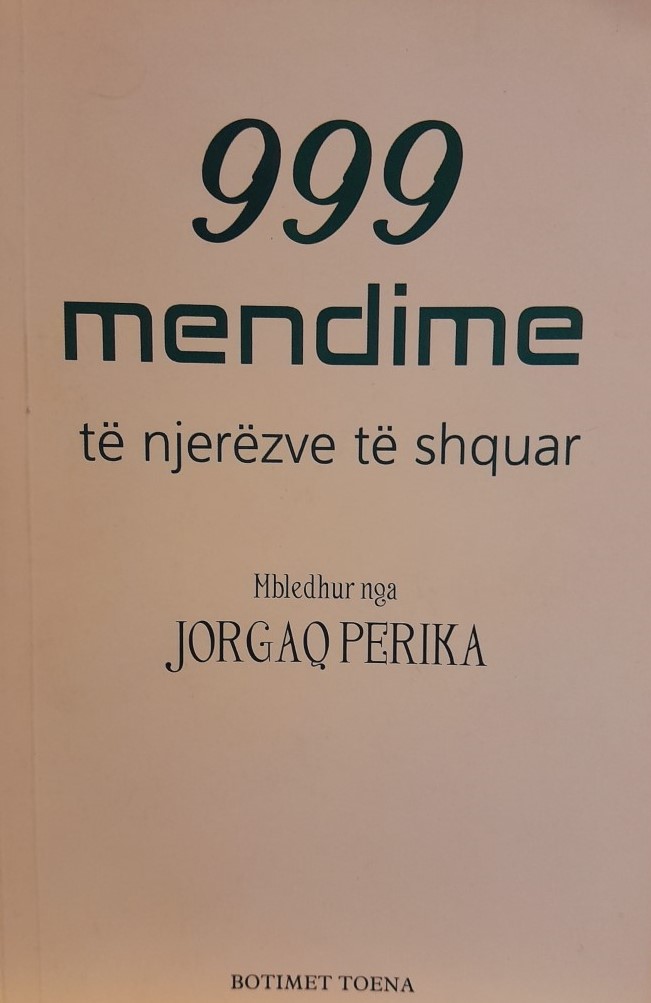 999
mendime
të njerëzve të shquar
Mbledhur nga
JORGAQ PERIKA
BOTIMET TOENA